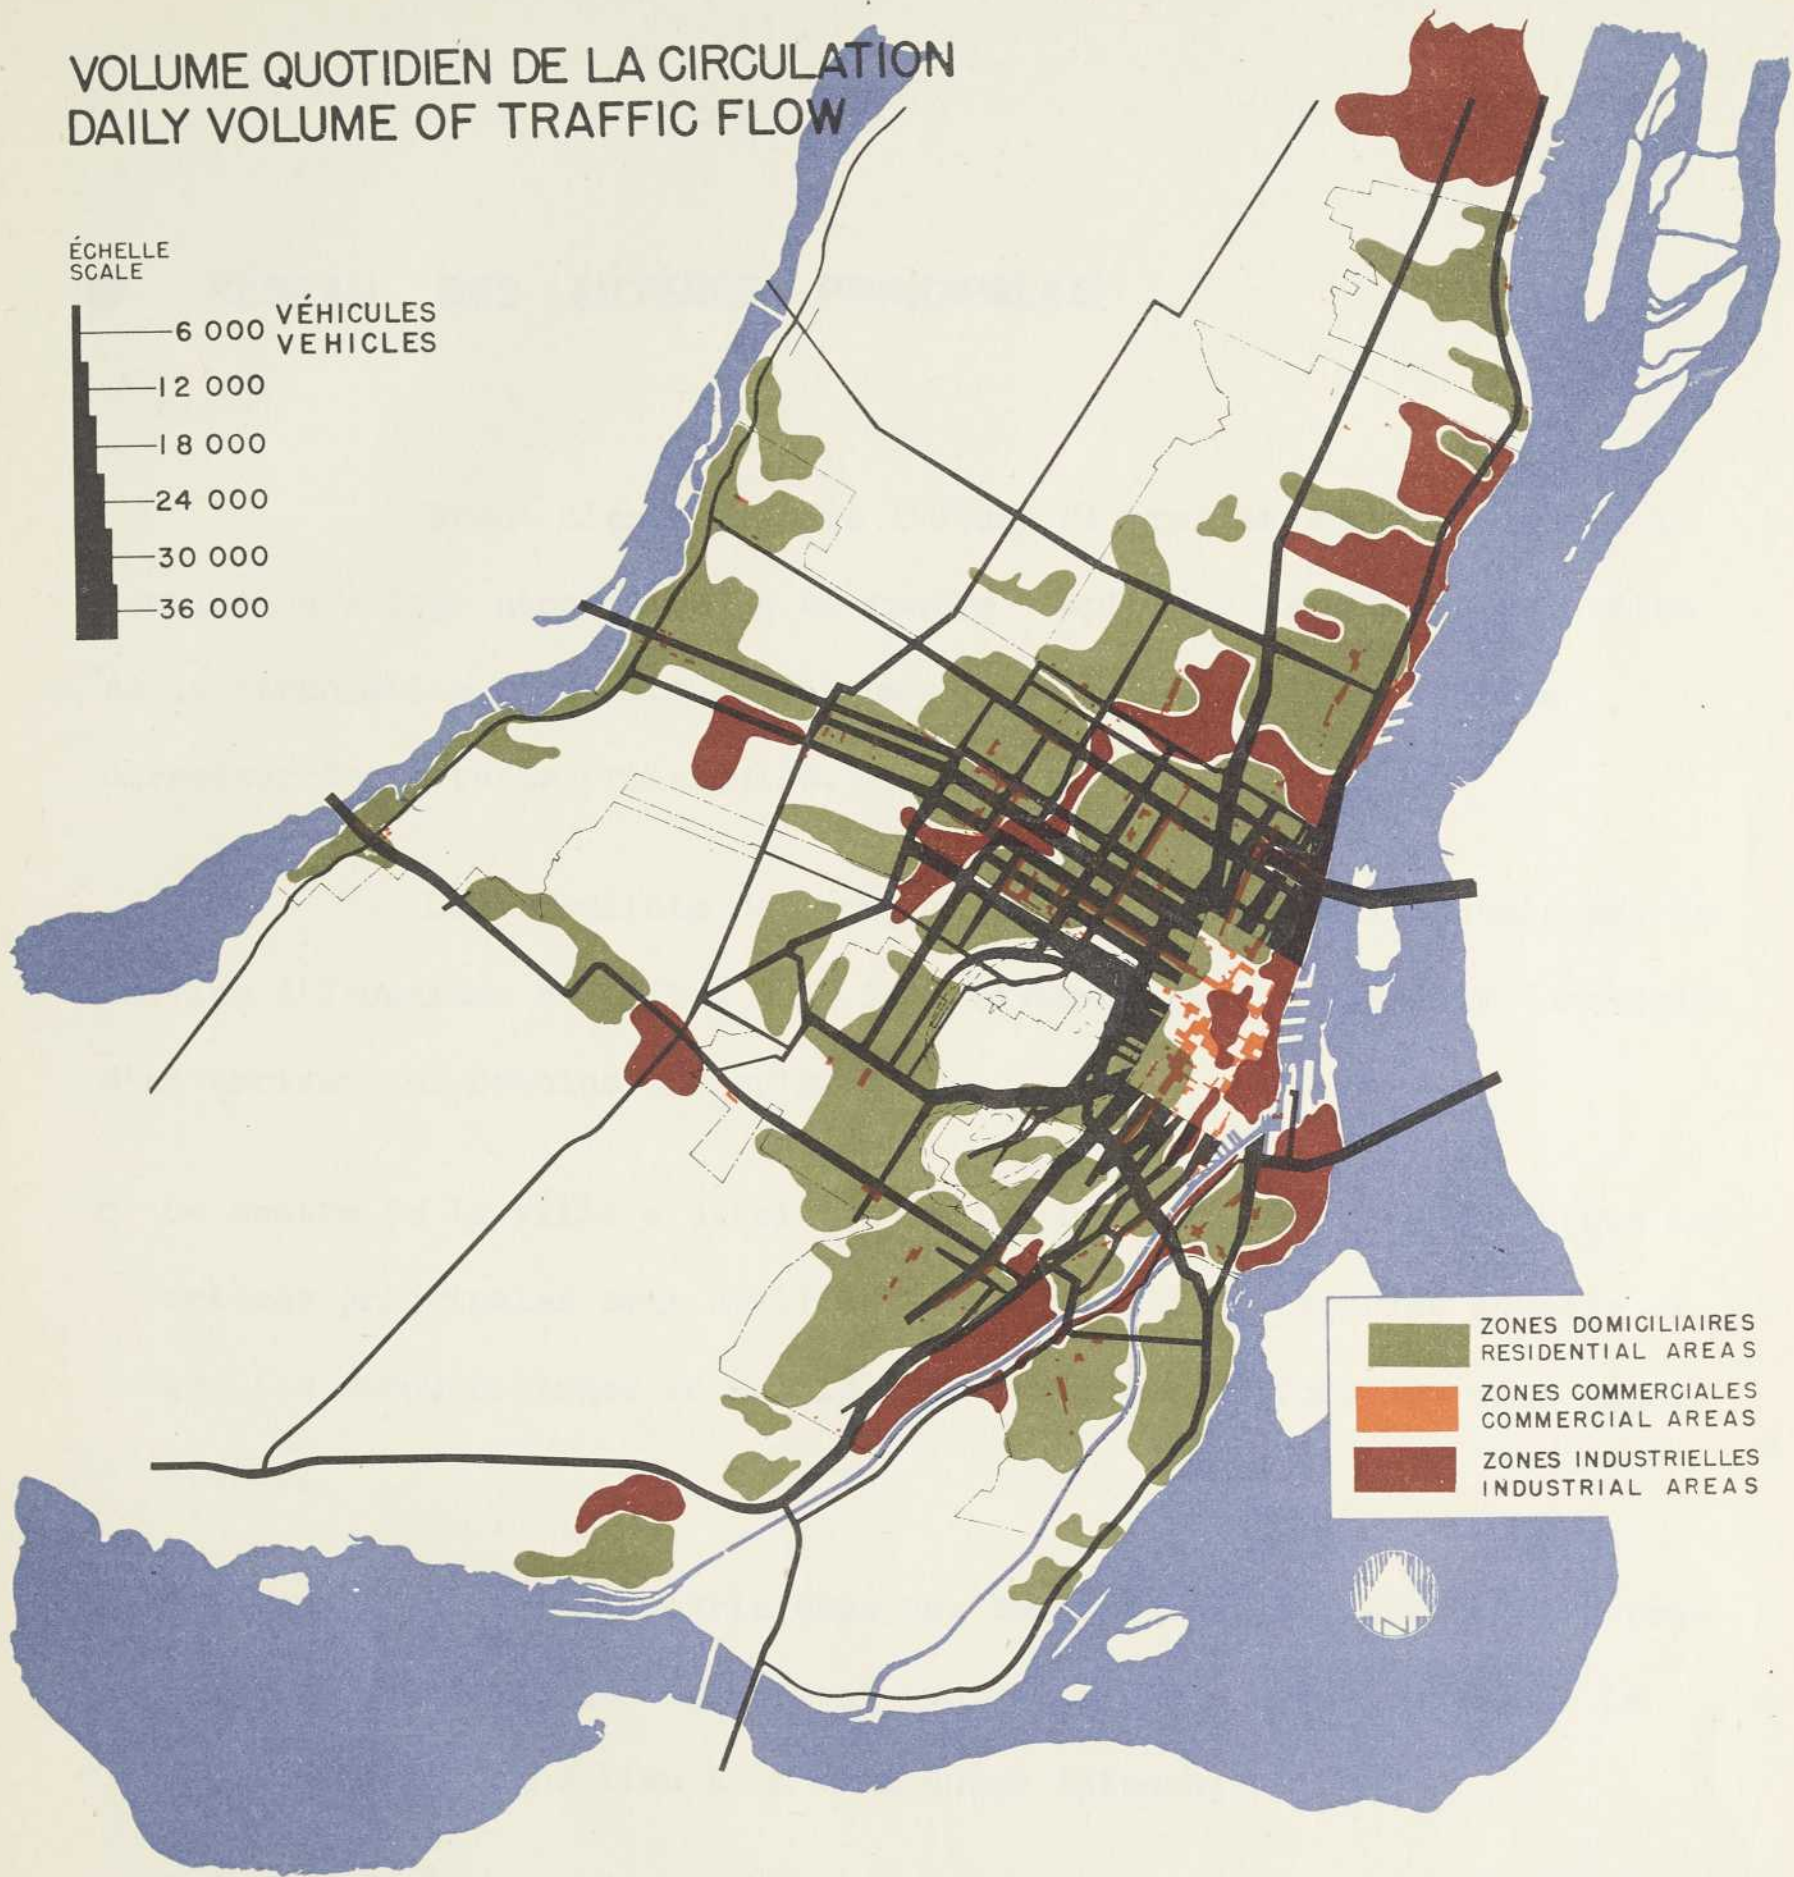 VOLUME QUOTIDIEN DE LA CIRCULATION
DAILY VOLUME OF TRAFFIC FLOW
ÉCHELLE
SCALE
6 000 VÉHICULES
VEHICLES
12 000
18 000
24 000
30 000
36 000
ZONES DOMICILIAIRES
RESIDENTIAL AREAS
ZONES COMMERCIALES
COMMERCIAL AREAS
ZONES INDUSTRIELLES
INDUSTRIAL AREAS
N